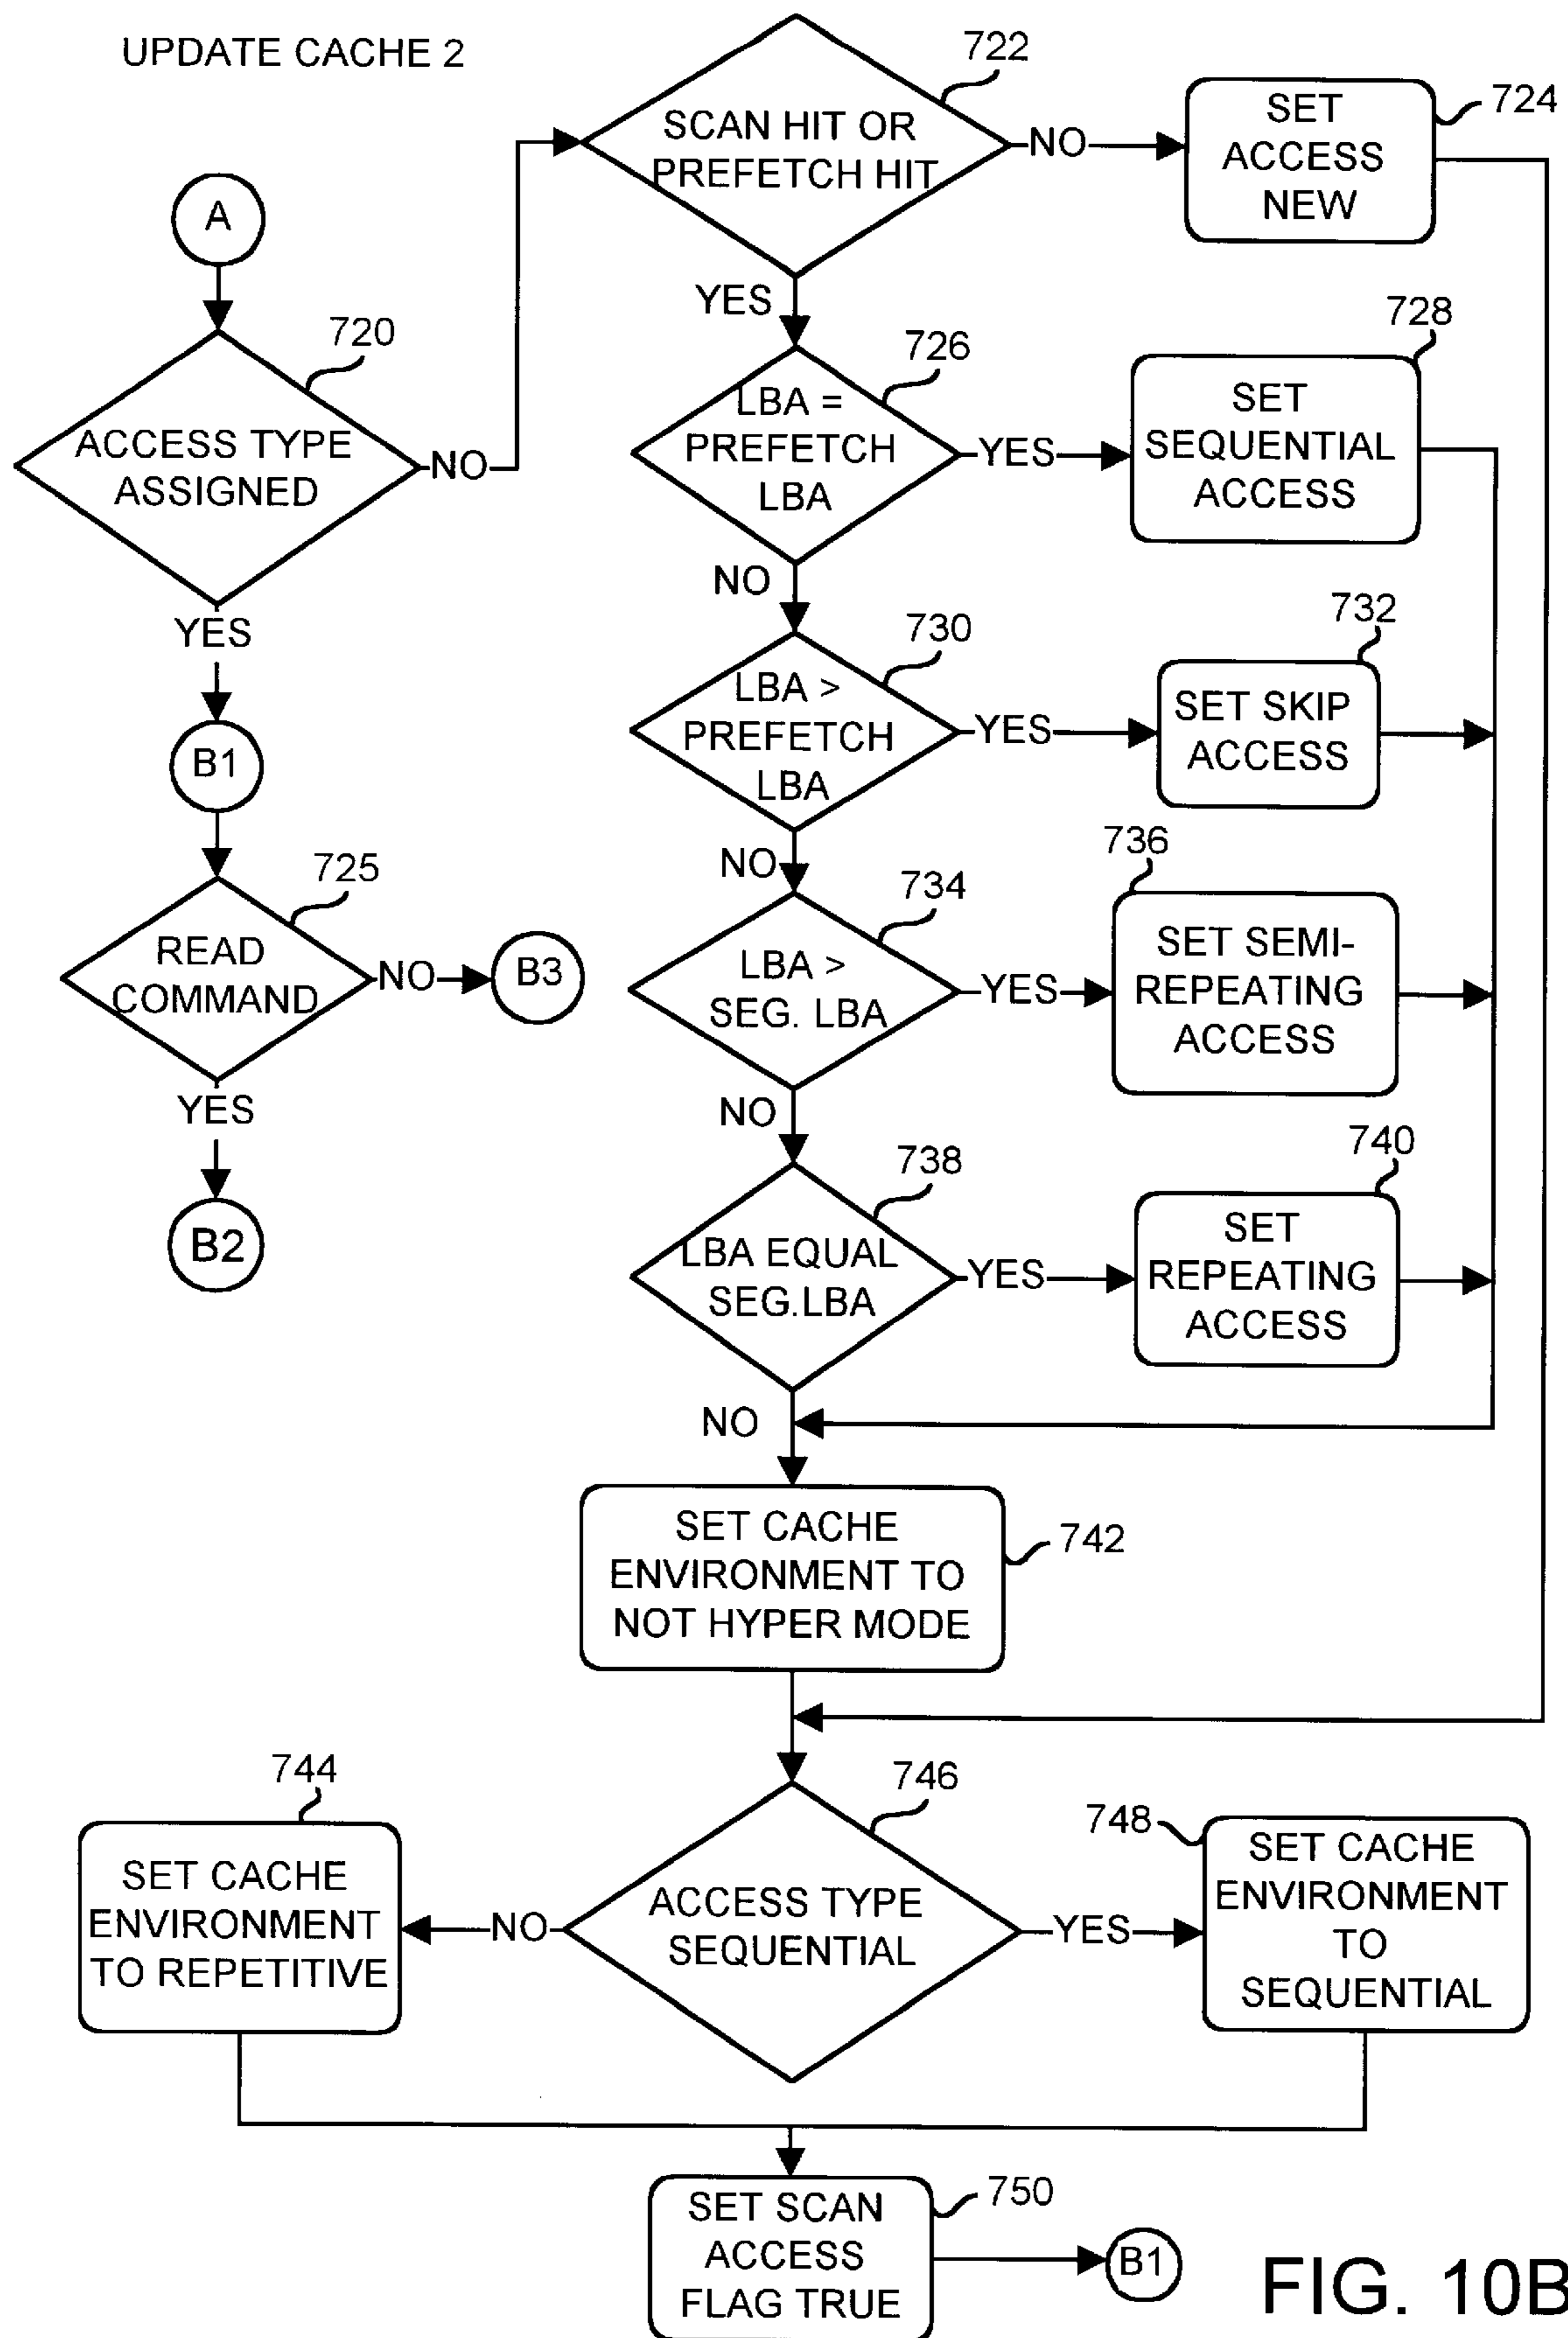 UPDATE CACHE 2
A
720
ACCESS TYPE
ASSIGNED
NO
YES
B1
725
READ
COMMAND
NO
B3
YES
B2
722
SCAN HIT OR
PREFETCH HIT
NO
724
SET
ACCESS
NEW
YES
726
LBA =
PREFETCH
LBA
YES
728
SET
SEQUENTIAL
ACCESS
NO
730
LBA >
PREFETCH
LBA
YES
732
SET SKIP
ACCESS
NO
734
LBA >
SEG. LBA
YES
736
SET SEMI-
REPEATING
ACCESS
NO
738
LBA EQUAL
SEG.LBA
YES
740
SET
REPEATING
ACCESS
NO
742
SET CACHE
ENVIRONMENT TO
NOT HYPER MODE
746
ACCESS TYPE
SEQUENTIAL
NO
744
SET CACHE
ENVIRONMENT
TO REPETITIVE
YES
748
SET CACHE
ENVIRONMENT
TO
SEQUENTIAL
750
SET SCAN
ACCESS
FLAG TRUE
B1
FIG. 10B